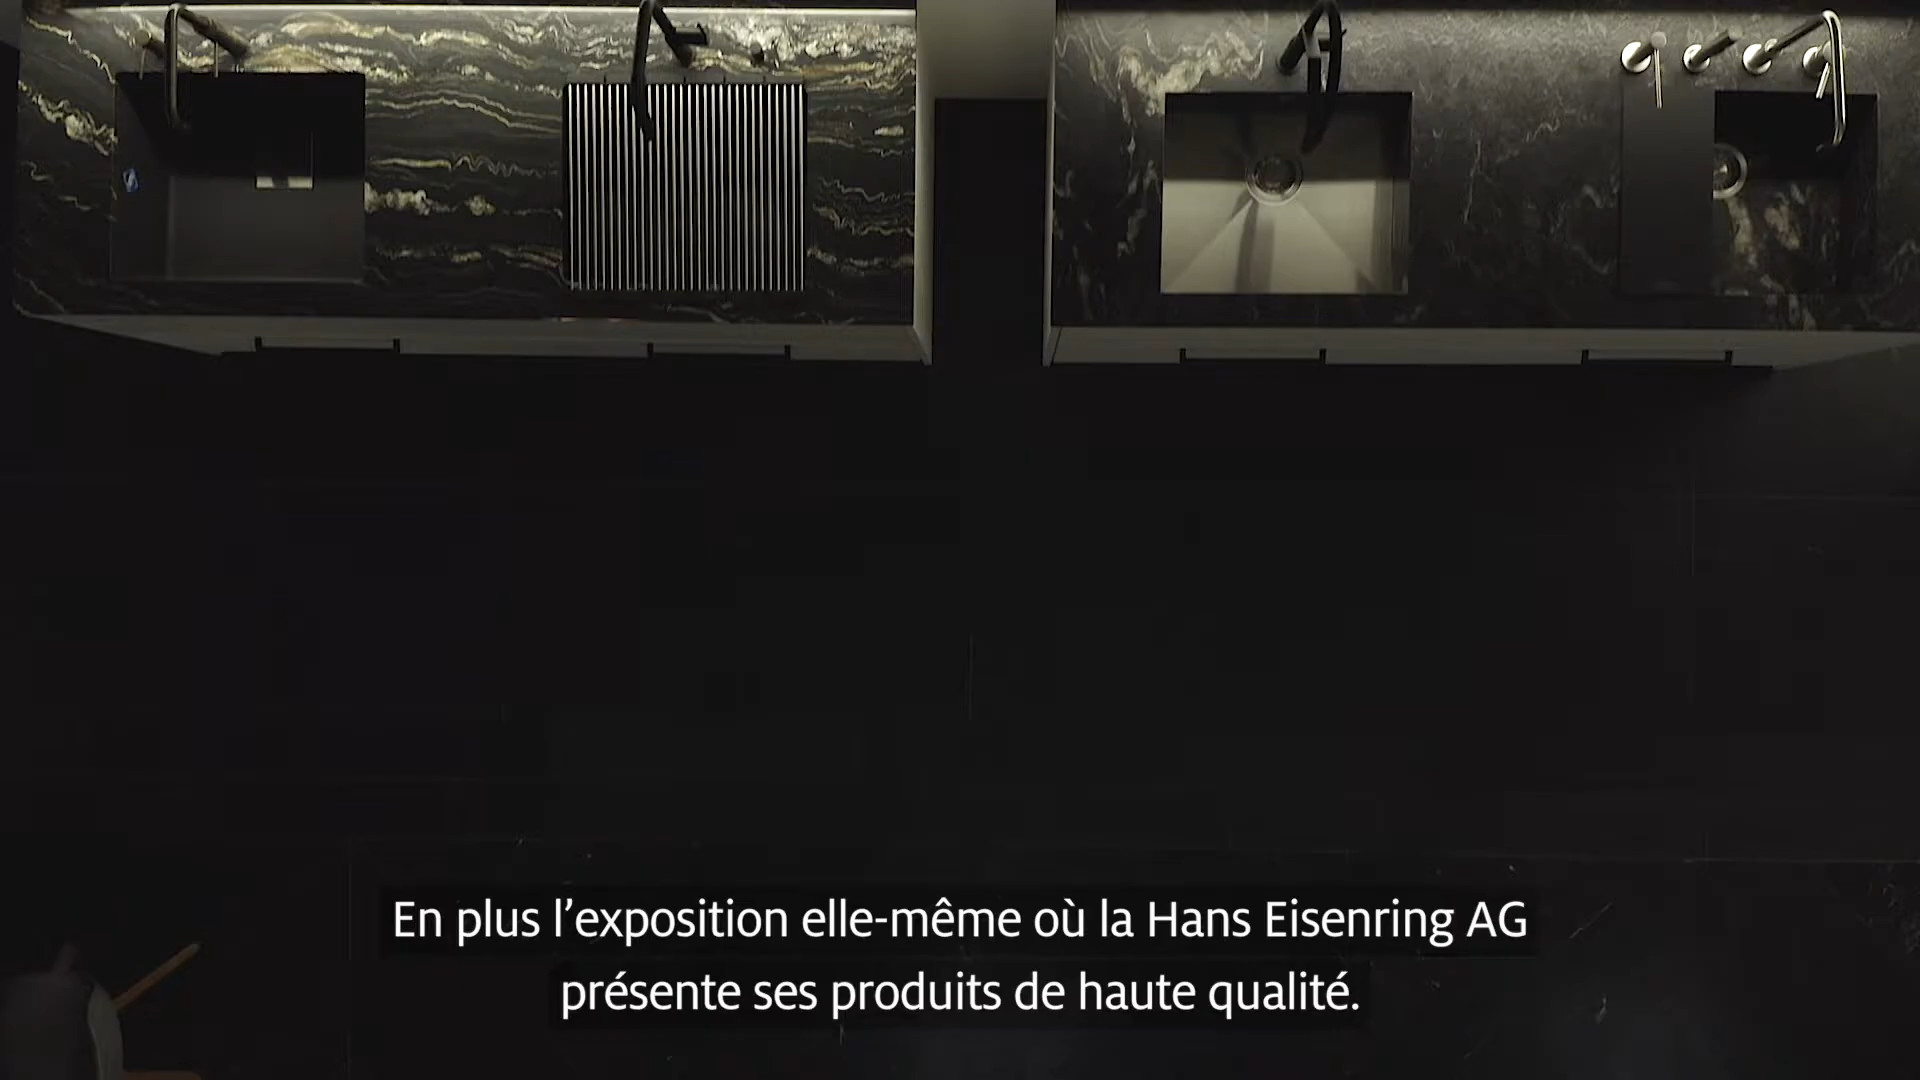 En plus l’exposition elle-même où la Hans Eisenring AG
présente ses produits de haute qualité.